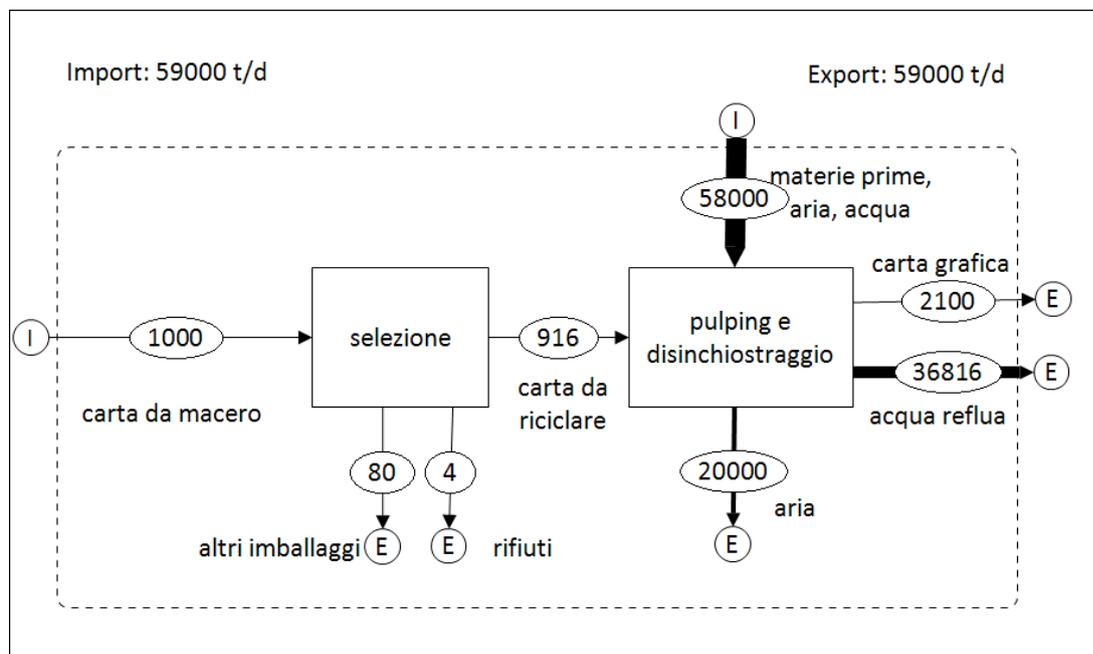 Import: 59000 t/d
Export: 59000 t/d
I
materie prime,
58000
aria, acqua
carta grafica
2100
E
I
1000
selezione
916
pulping e
disinchiostraggio
36816
E
carta da macero
carta da
riciclare
acqua reflua
80
4
20000
aria
altri imballaggi
E
E
rifiuti
E